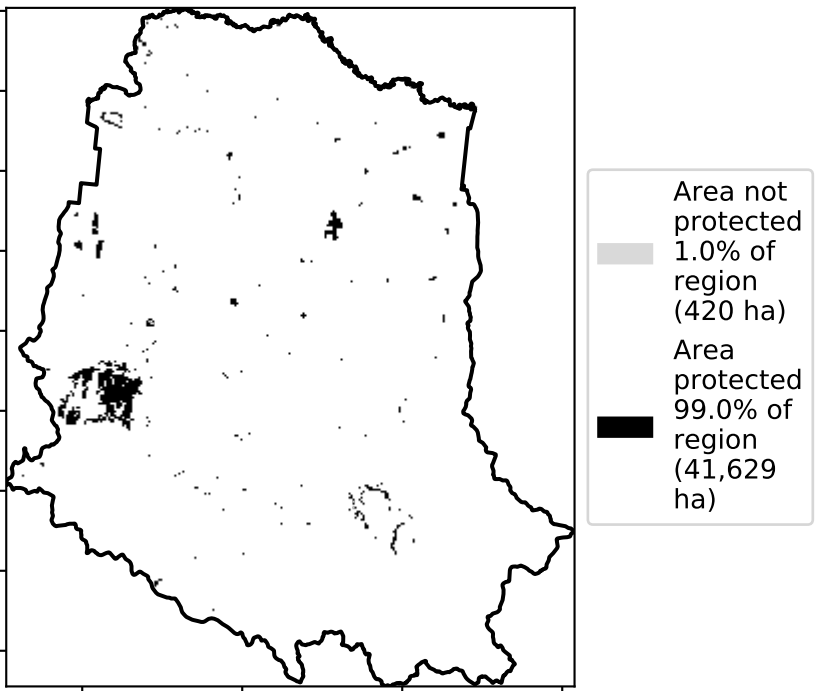 Area not
protected
1.0% of
region
(420 ha)
Area
protected
99.0% of
region
(41,629
ha)